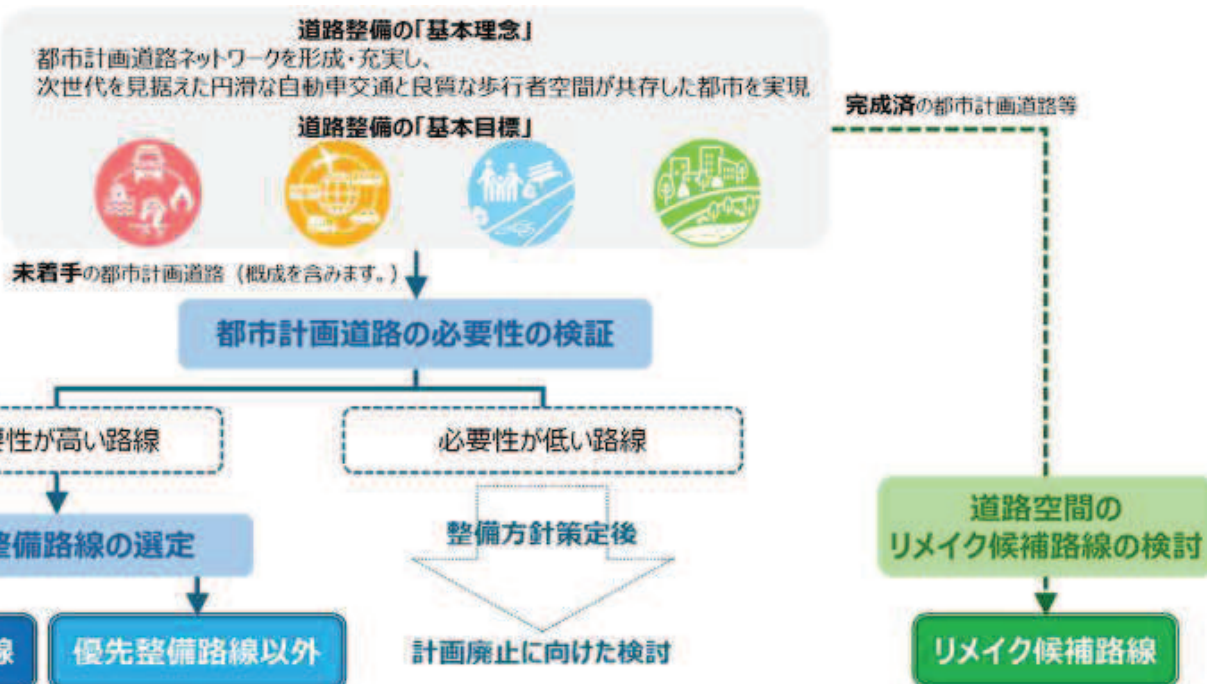 道路整備の「基本理念」
都市計画道路ネットワークを形成・充実し、
次世代を見据えた円滑な自動車交通と良質な歩行者空間が共存した都市を実現
道路整備の「基本目標」
完成済の都市計画道路等
未着手の都市計画道路（概成を含みます。）
都市計画道路の必要性の検証
要性が高い路線
必要性が低い路線
整備路線の選定
整備方針策定後
道路空間の
リメイク候補路線の検討
線
優先整備路線以外
計画廃止に向けた検討
リメイク候補路線